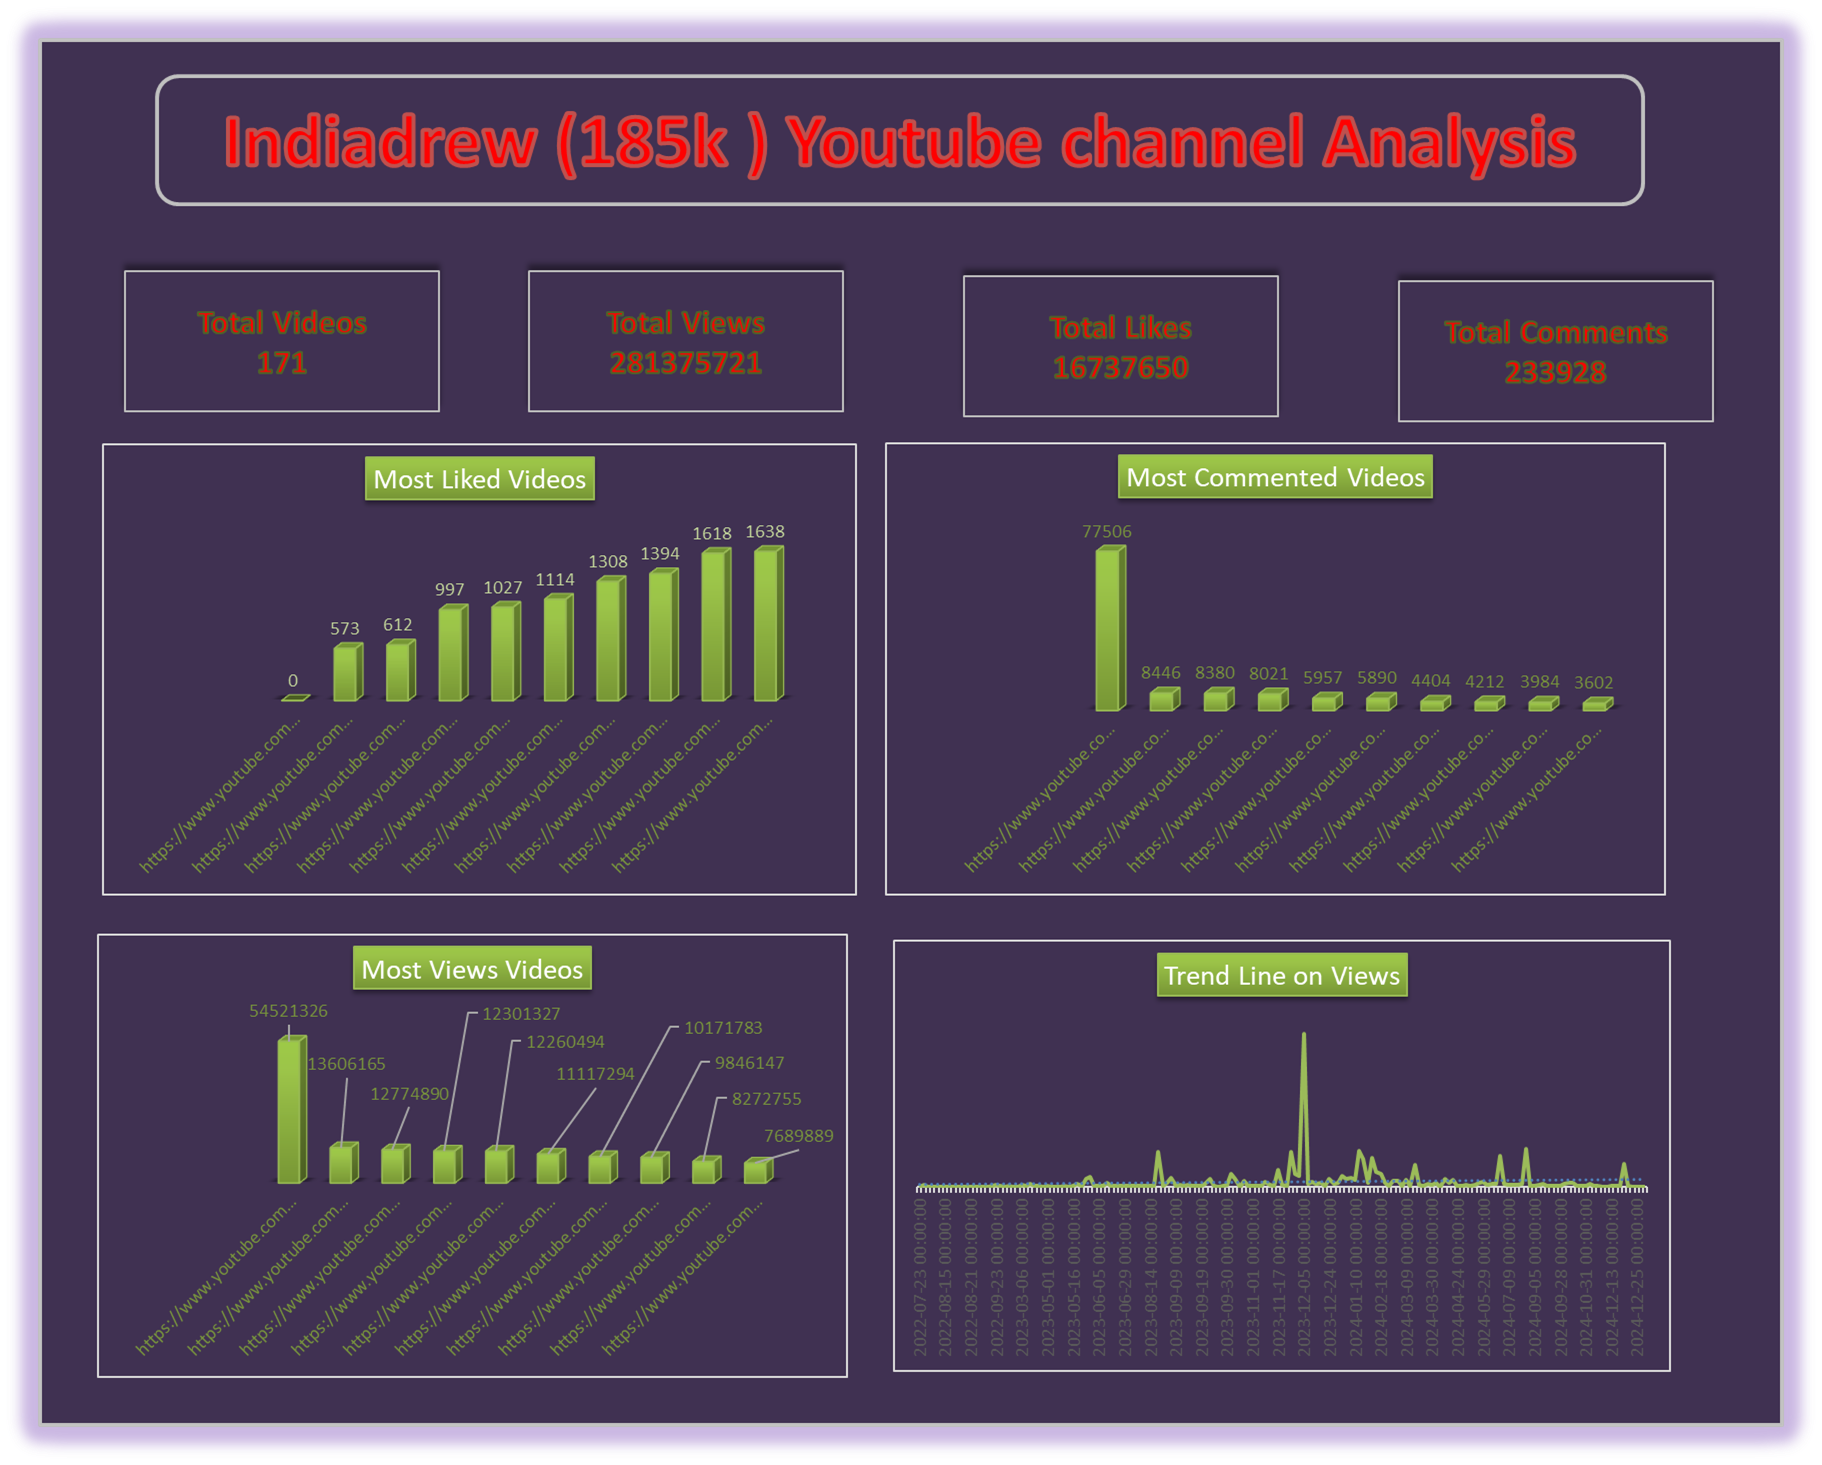 Indiadrew (185k ) Youtube channel Analysis
Total Videos
171
Total Views
281375721
Total Likes
16737650
Total Comments
233928
Most Liked Videos
0
573
612
997
1027
1114
1308
1394
1618
1638
https://www.youtube.com...
https://www.youtube.com...
https://www.youtube.com...
https://www.youtube.com...
https://www.youtube.com...
https://www.youtube.com...
https://www.youtube.com...
https://www.youtube.com...
https://www.youtube.com...
https://www.youtube.com...
Most Commented Videos
77506
8446
8380
8021
5957
5890
4404
4212
3984
3602
https://www.youtube.co...
https://www.youtube.co...
https://www.youtube.co...
https://www.youtube.co...
https://www.youtube.co...
https://www.youtube.co...
https://www.youtube.co...
https://www.youtube.co...
https://www.youtube.co...
https://www.youtube.co...
Most Views Videos
54521326
13606165
12774890
12301327
12260494
11117294
10171783
9846147
8272755
7689889
https://www.youtube.com...
https://www.youtube.com...
https://www.youtube.com...
https://www.youtube.com...
https://www.youtube.com...
https://www.youtube.com...
https://www.youtube.com...
https://www.youtube.com...
https://www.youtube.com...
https://www.youtube.com...
Trend Line on Views
2022-07-23 00:00:00
2022-08-15 00:00:00
2022-08-21 00:00:00
2022-09-23 00:00:00
2023-03-06 00:00:00
2023-05-01 00:00:00
2023-05-16 00:00:00
2023-06-05 00:00:00
2023-06-29 00:00:00
2023-08-14 00:00:00
2023-09-09 00:00:00
2023-09-19 00:00:00
2023-09-30 00:00:00
2023-11-01 00:00:00
2023-11-17 00:00:00
2023-12-05 00:00:00
2023-12-24 00:00:00
2024-01-10 00:00:00
2024-02-18 00:00:00
2024-03-09 00:00:00
2024-03-30 00:00:00
2024-04-24 00:00:00
2024-05-29 00:00:00
2024-07-09 00:00:00
2024-09-05 00:00:00
2024-09-28 00:00:00
2024-10-31 00:00:00
2024-12-13 00:00:00
2024-12-25 00:00:00